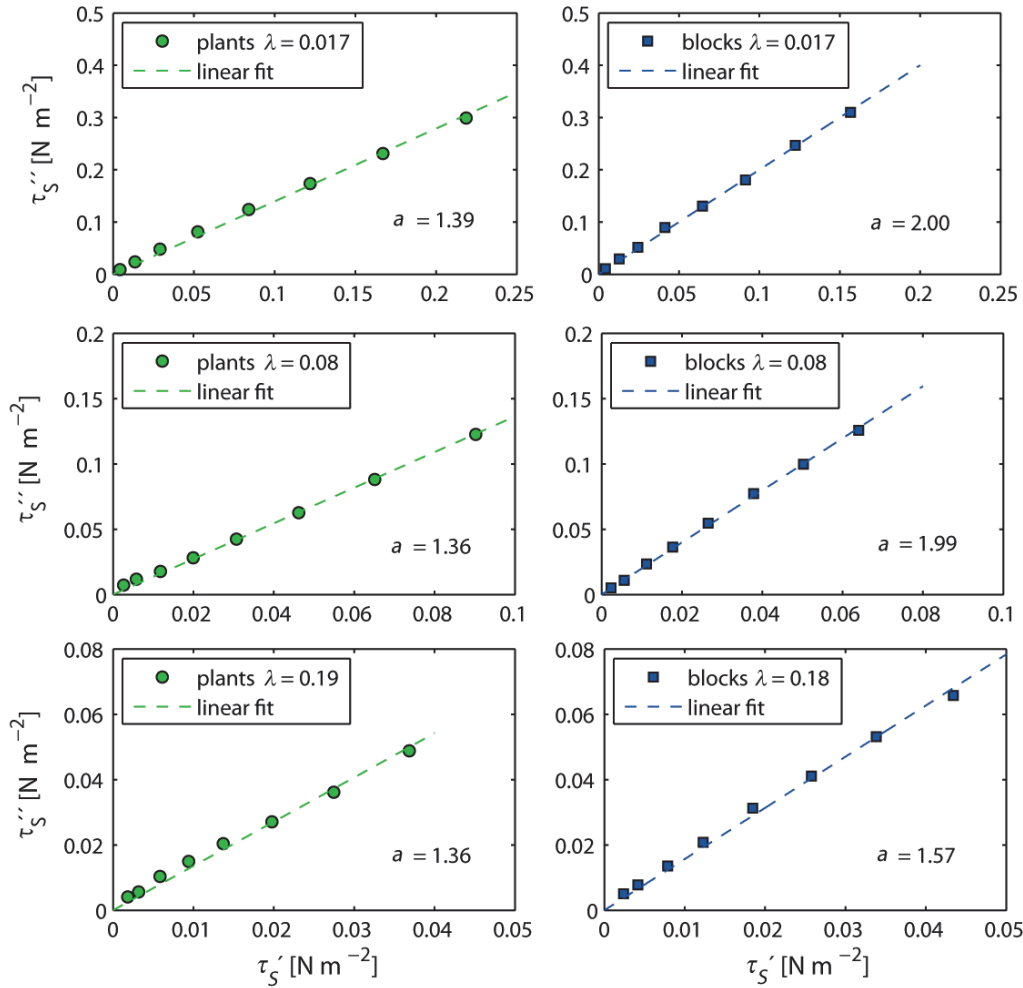 0.5
0.4
0.3
0.2
0.1
0
τS´´ [N m−2]
plants λ = 0.017
linear fit
a = 1.39
0 0.05 0.1 0.15 0.2 0.25
0.5
0.4
0.3
0.2
0.1
0
blocks λ = 0.017
linear fit
a = 2.00
0 0.05 0.1 0.15 0.2 0.25
0.2
0.15
0.1
0.05
0
τS´´ [N m−2]
plants λ = 0.08
linear fit
a = 1.36
0 0.02 0.04 0.06 0.08 0.1
0.2
0.15
0.1
0.05
0
blocks λ = 0.08
linear fit
a = 1.99
0 0.02 0.04 0.06 0.08 0.1
0.08
0.06
0.04
0.02
0
τS´´ [N m−2]
plants λ = 0.19
linear fit
a = 1.36
0 0.01 0.02 0.03 0.04 0.05
τS´ [N m−2]
0.08
0.06
0.04
0.02
0
blocks λ = 0.18
linear fit
a = 1.57
0 0.01 0.02 0.03 0.04 0.05
τS´ [N m−2]